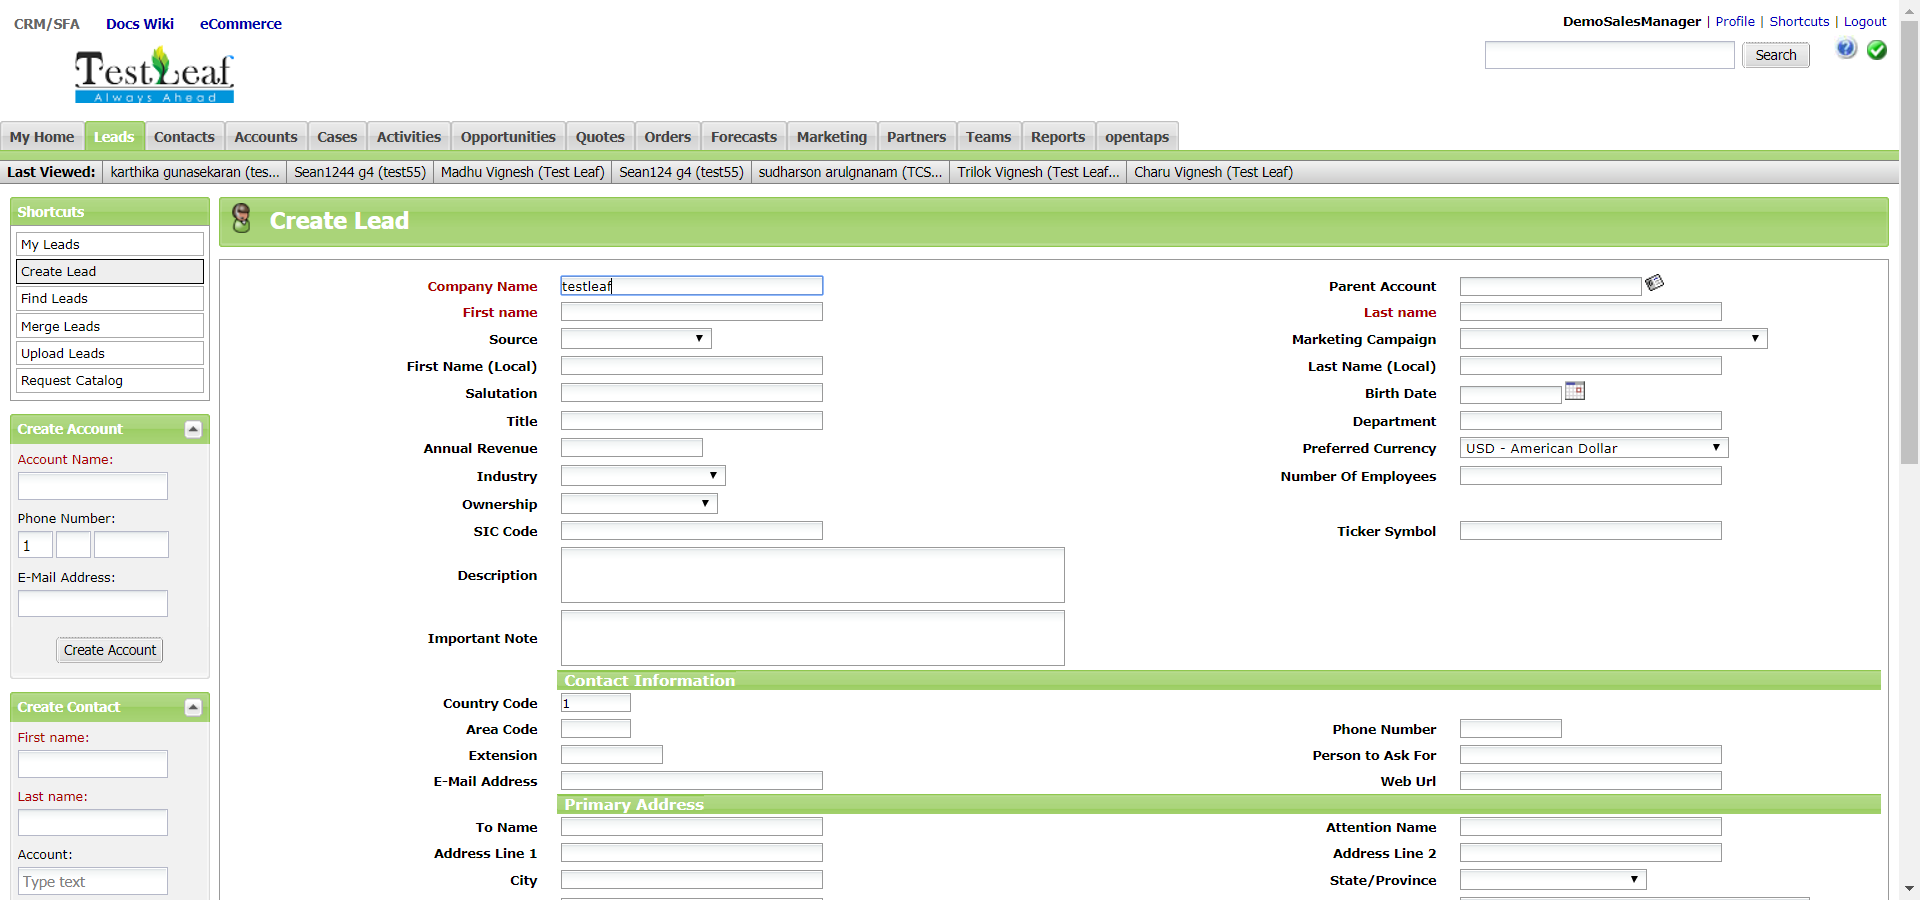 CRM/SFA Docs Wiki eCommerce
DemoSalesManager | Profile | Shortcuts | Logout
TestLeaf
Always Ahead
Search
My Home Leads Contacts Accounts Cases Activities Opportunities Quotes Orders Forecasts Marketing Partners Teams Reports opentaps
Last Viewed: karthika gunasekaran (tes... Sean1244 g4 (test55) Madhu Vignesh (Test Leaf) Sean124 g4 (test55) sudharson arulgnanam (TCS... Trilok Vignesh (Test Leaf... Charu Vignesh (Test Leaf)
Shortcuts
My Leads
Create Lead
Find Leads
Merge Leads
Upload Leads
Request Catalog
Create Account
Account Name:
Phone Number:
1
E-Mail Address:
Create Account
Create Contact
First name:
Last name:
Account:
Type text
Create Lead
Company Name testleaf Parent Account
First name Last name
Source Marketing Campaign
First Name (Local) Last Name (Local)
Salutation Birth Date
Title Department
Annual Revenue Preferred Currency USD - American Dollar
Industry Number Of Employees
Ownership
SIC Code Ticker Symbol
Description
Important Note
Contact Information
Country Code 1
Area Code Phone Number
Extension Person to Ask For
E-Mail Address Web Url
Primary Address
To Name Attention Name
Address Line 1 Address Line 2
City State/Province